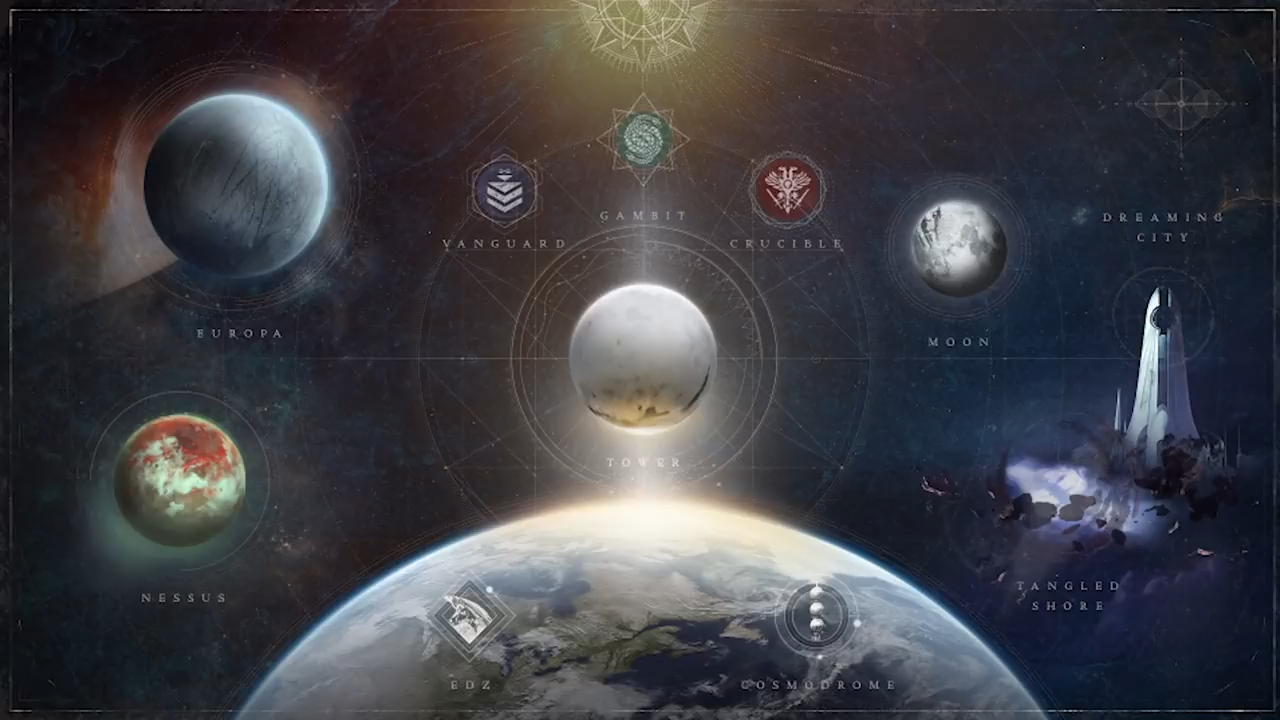 GAMBIT
VANGUARD
CRUCIBLE
DREAMING
CITY
EUROPA
MOON
TOWER
NESSUS
TANGLED
SHORE
EDZ
COSMODROME